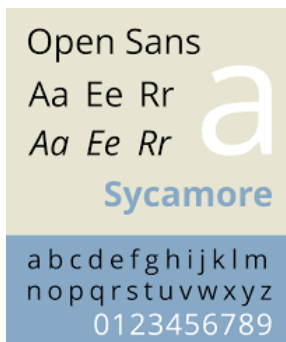 Open Sans
Aa Ee Rr
Aa Ee Rr
a
Sycamore
abcdefghijklm
nopqrstuvwxyz
0123456789